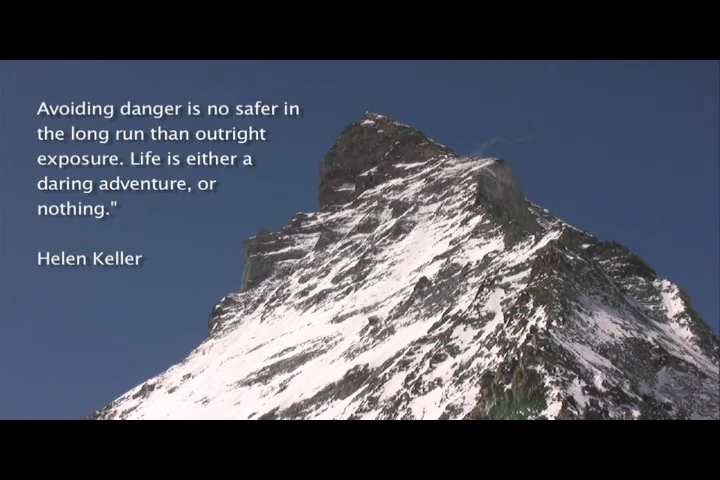 Avoiding danger is no safer in
the long run than outright
exposure. Life is either a
daring adventure, or
nothing."
Helen Keller